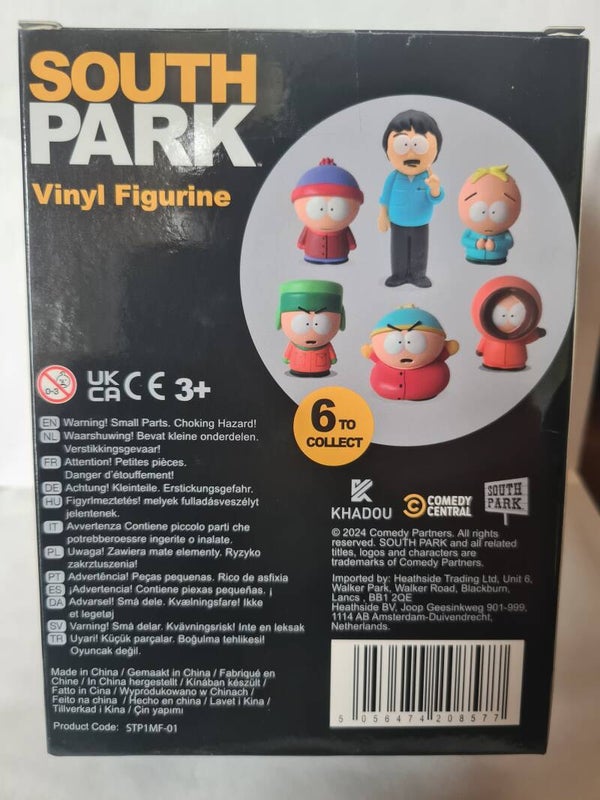 SOUTH
PARK
Vinyl Figurine
0-3
UK
CA CE 3+
6 TO
COLLECT
EN Warning! Small Parts. Choking Hazard!
NL Waarshuwing! Bevat kleine onderdelen.
Verstikkingsgevaar!
FR Attention! Petites pièces.
Danger d'étouffement!
DE Achtung! Kleinteile. Erstickungsgefahr.
HU Figyrlmeztetés! melyek fulladásveszélyt
jelentenek.
IT Avvertenza Contiene piccolo parti che
potrebberoessre ingerite o inalate.
PL Uwaga! Zawiera mate elementy. Ryzyko
zakrztuszenia!
PT Advertência! Peças pequenas. Rico de asfixia
ES ¡Advertencia! Contiene piexas pequeñas. ¡
DA Advarsel! Små dele. Kvælningsfare! Ikke
et legetøj
SV Varning! Små delar. Kvävningsrisk! Inte en leksak
TR Uyari! Küçük parçalar. Boğulma tehlikesi!
Oyuncak değil.
Made in China / Gemaakt in China / Fabriqué en
Chine / In China hergestellt / Kínában készült /
Fatto in Cina / Wyprodukowano w Chinach /
Feito na china / Hecho en china / Lavet i Kina /
Tillverkad i Kina / Çin yapımı
Product Code: STP1MF-01
KHADOU
COMEDY
CENTRAL
SOUTH
PARK
© 2024 Comedy Partners. All rights
reserved. SOUTH PARK and all related
titles, logos and characters are
trademarks of Comedy Partners.
Imported by: Heathside Trading Ltd, Unit 6,
Walker Park, Walker Road, Blackburn,
Lancs , BB1 2QE
Heathside BV, Joop Geesinkweg 901-999,
1114 AB Amsterdam-Duivendrecht,
Netherlands.
5 056474 208577